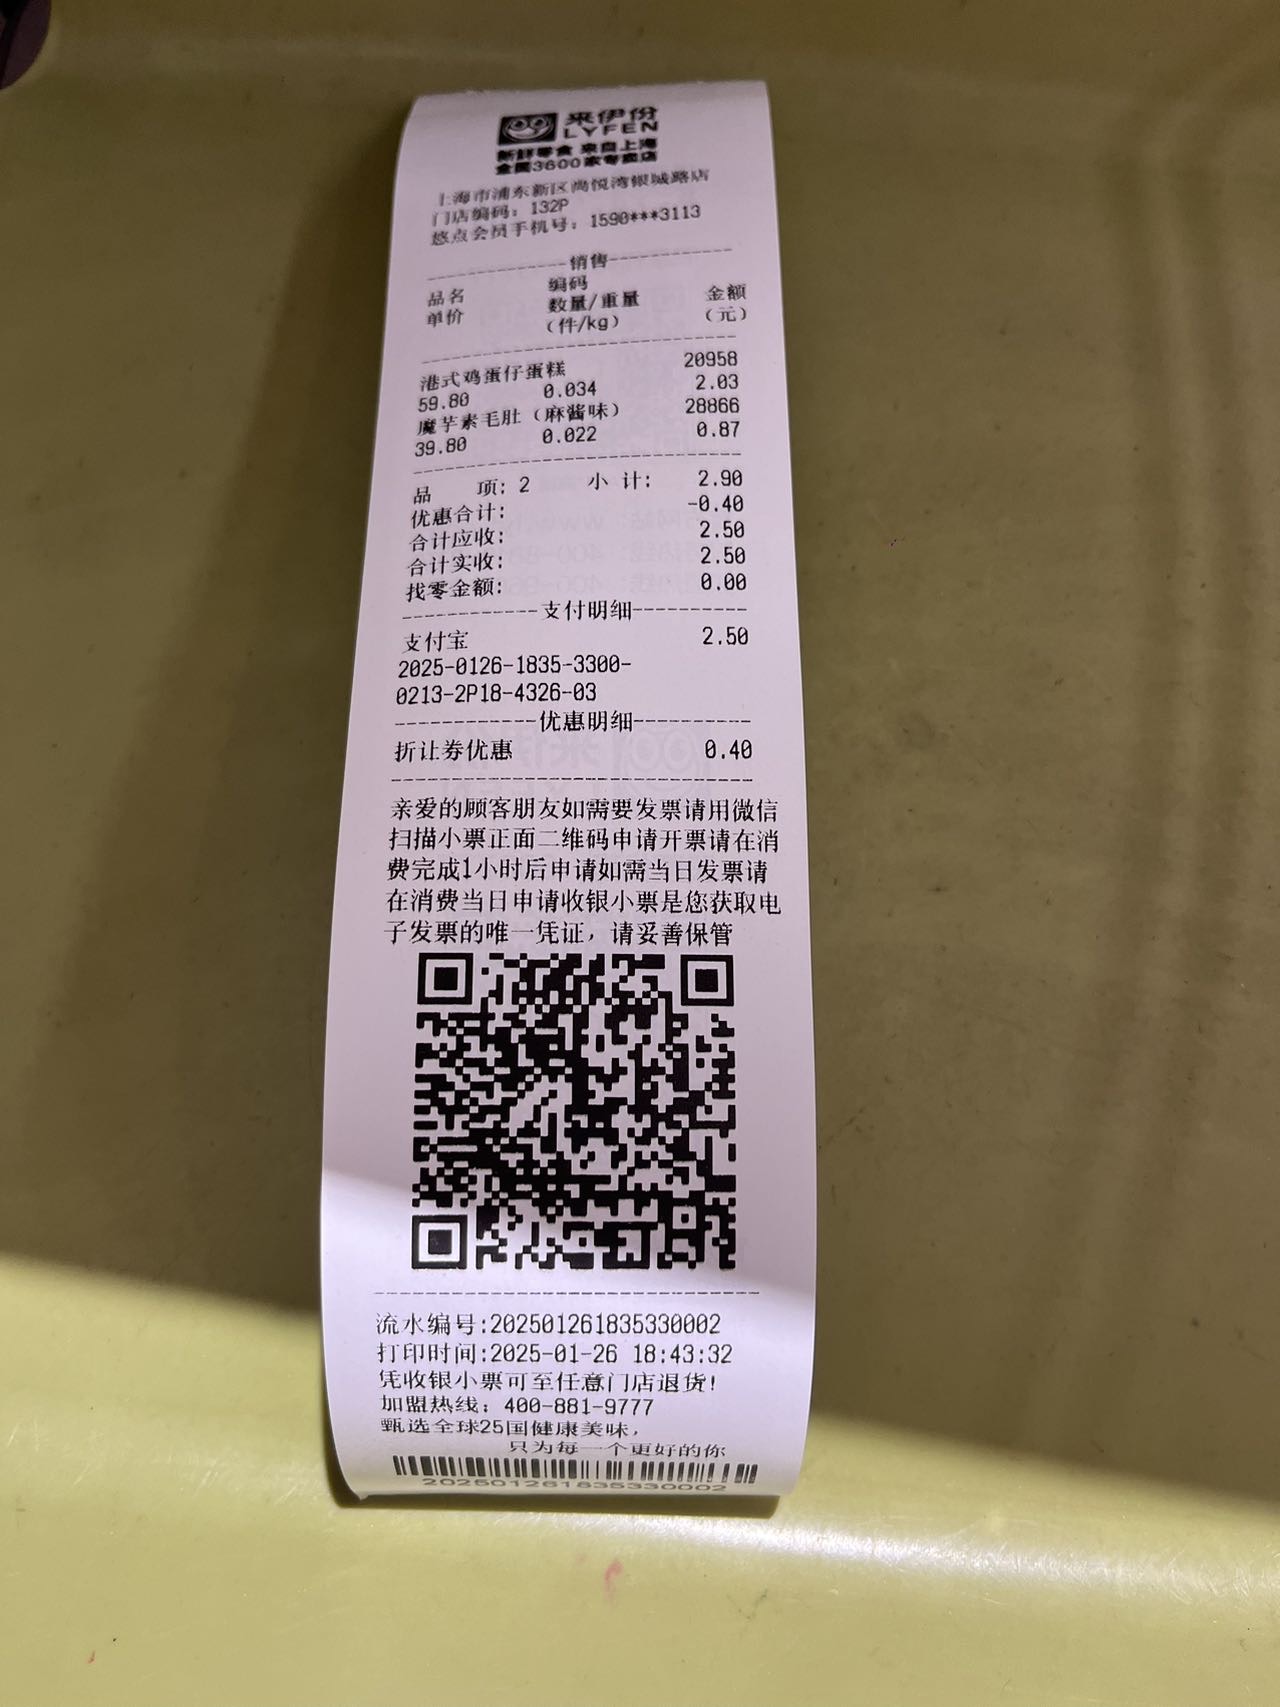 来伊份
LYFEN
新鲜零食 来自上海
全国3600家专卖店
上海市浦东新区尚悦湾银城路店
门店编码：132P
悠点会员手机号：1590***3113
销售
品名 编码 金额
单价 数量/重量 （元）
（件/kg）
港式鸡蛋仔蛋糕 20958
59.80 0.034 2.03
魔芋素毛肚（麻酱味） 28866
39.80 0.022 0.87
品 项: 2 小 计: 2.90
优惠合计: -0.40
合计应收: 2.50
合计实收: 2.50
找零金额: 0.00
支付明细
支付宝 2.50
2025-0126-1835-3300-
0213-2P18-4326-03
优惠明细
折让券优惠 0.40
亲爱的顾客朋友如需要发票请用微信
扫描小票正面二维码申请开票请在消
费完成1小时后申请如需当日发票请
在消费当日申请收银小票是您获取电
子发票的唯一凭证，请妥善保管
流水编号:202501261835330002
打印时间:2025-01-26 18:43:32
凭收银小票可至任意门店退货!
加盟热线：400-881-9777
甄选全球25国健康美味，
只为每一个更好的你
202501261835330002